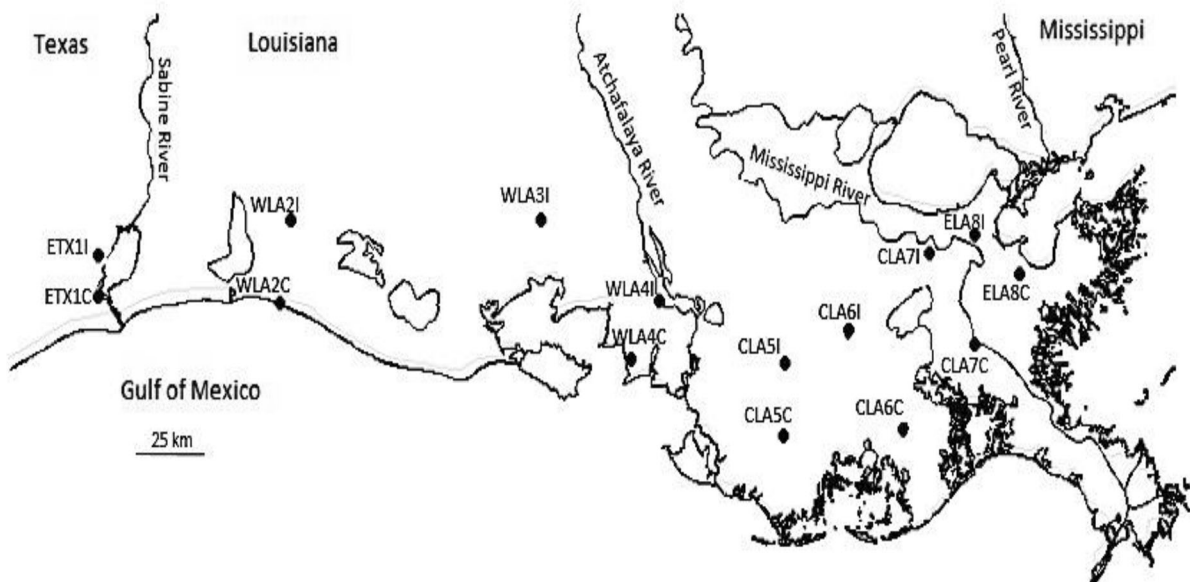 Texas
Louisiana
Mississippi
Sabine River
Atchafalaya River
Pearl River
Mississippi River
WLA2I
WLA3I
ELA8I
ETX1I
CLA7I
ETX1C
WLA2C
WLA4I
ELA8C
CLA6I
WLA4C
CLA5I
CLA7C
Gulf of Mexico
CLA5C
CLA6C
25 km